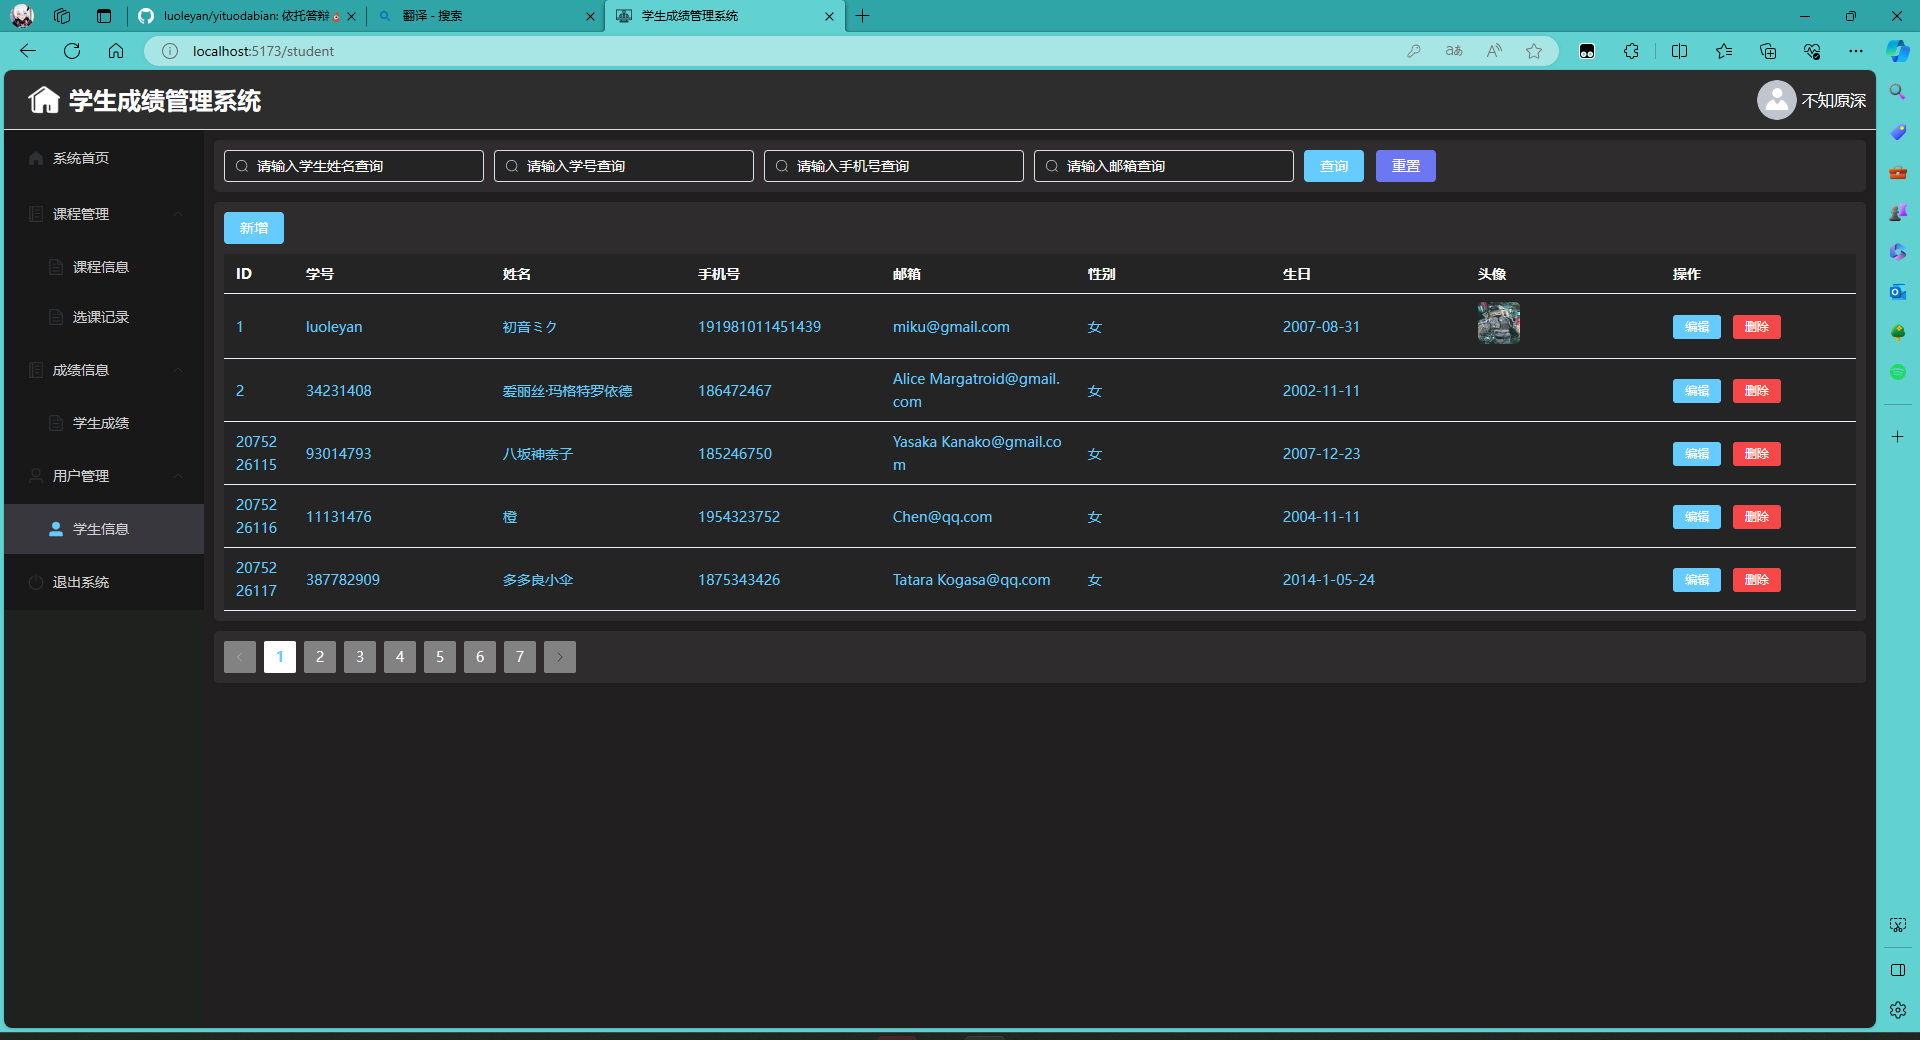 luoleyan/yituodabian: 依托答辩
翻译 - 搜索
学生成绩管理系统
localhost:5173/student
学生成绩管理系统
不知原深
系统首页
课程管理
课程信息
选课记录
成绩信息
学生成绩
用户管理
学生信息
退出系统
请输入学生姓名查询
请输入学号查询
请输入手机号查询
请输入邮箱查询
查询
重置
新增
ID 学号 姓名 手机号 邮箱 性别 生日 头像 操作
1 luoleyan 初音ミク 191981011451439 miku@gmail.com 女 2007-08-31 编辑 删除
2 34231408 爱丽丝·玛格特罗依德 186472467 Alice Margatroid@gmail.
com 女 2002-11-11 编辑 删除
20752
26115 93014793 八坂神奈子 185246750 Yasaka Kanako@gmail.co
m 女 2007-12-23 编辑 删除
20752
26116 11131476 橙 1954323752 Chen@qq.com 女 2004-11-11 编辑 删除
20752
26117 387782909 多多良小伞 1875343426 Tatara Kogasa@qq.com 女 2014-1-05-24 编辑 删除
1 2 3 4 5 6 7